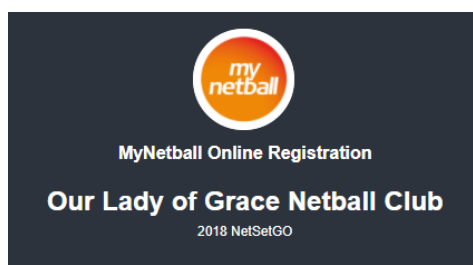 my
netball
MyNetball Online Registration
Our Lady of Grace Netball Club
2018 NetSetGO